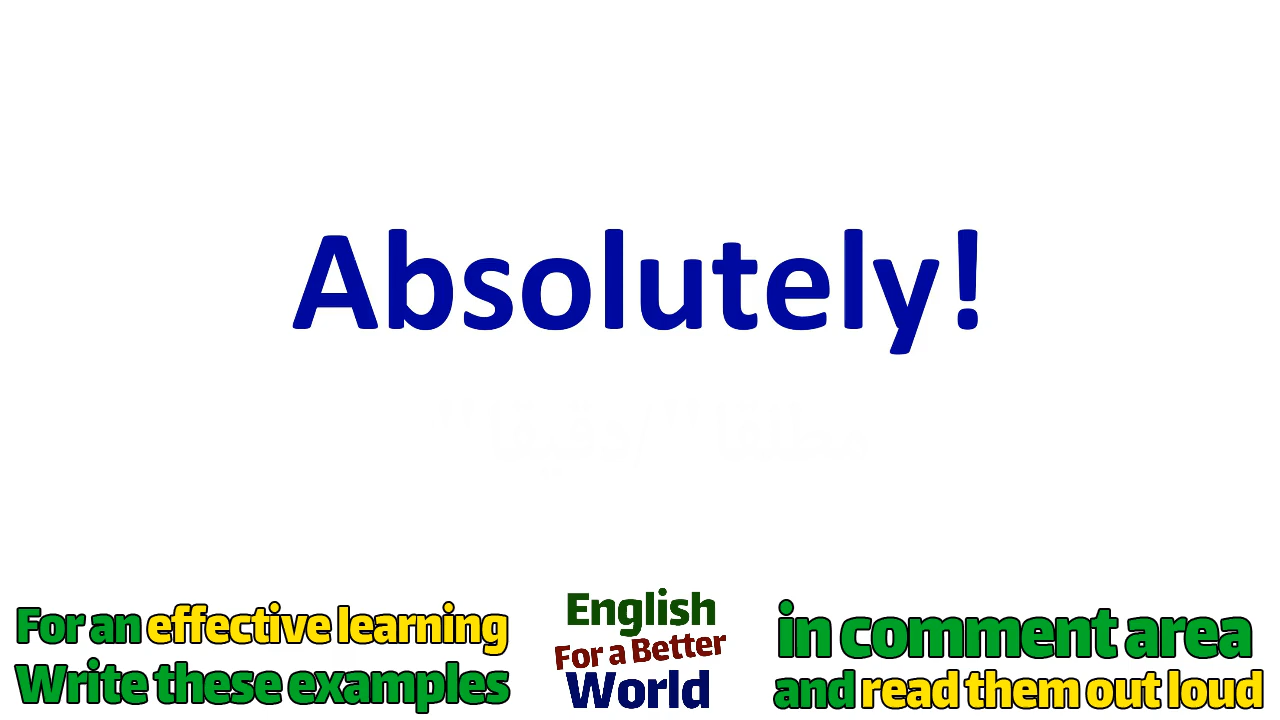 Absolutely!
For an effective learning
Write these examples
English
For a Better
World
in comment area
and read them out loud